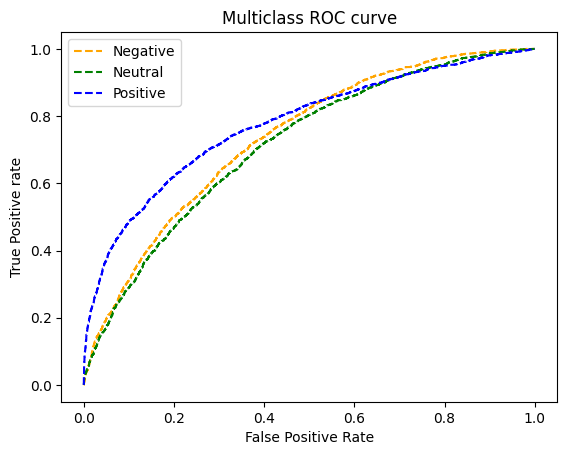 Multiclass ROC curve
Negative
Neutral
Positive
1.0
0.8
0.6
0.4
0.2
0.0
True Positive rate
0.0 0.2 0.4 0.6 0.8 1.0
False Positive Rate